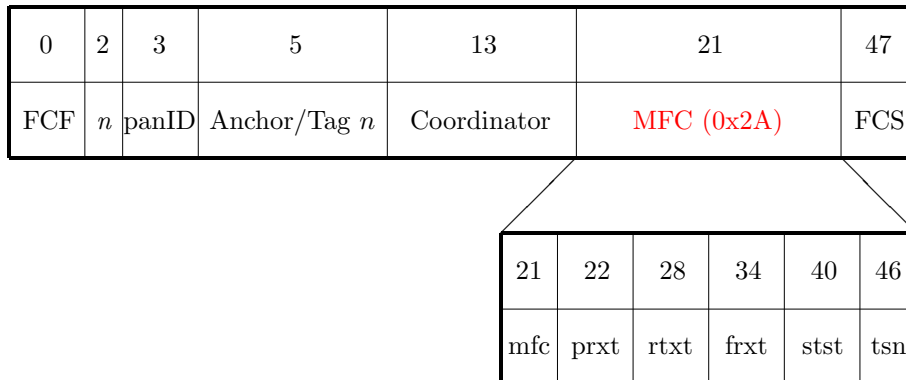 0 2 3 5 13 21 47
FCF n panID Anchor/Tag n Coordinator MFC (0x2A) FCS
21 22 28 34 40 46
mfc prxt rtxt frxt stst tsn